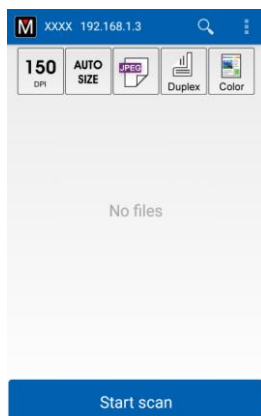 M XXXX 192.168.1.3
150 DPI
AUTO SIZE
JPEG
Duplex
Color
No files
Start scan